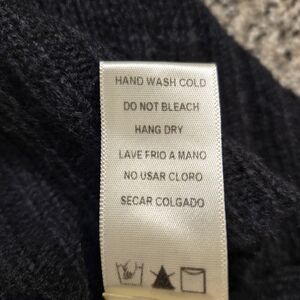 HAND WASH COLD
DO NOT BLEACH
HANG DRY
LAVE FRIO A MANO
NO USAR CLORO
SECAR COLGADO